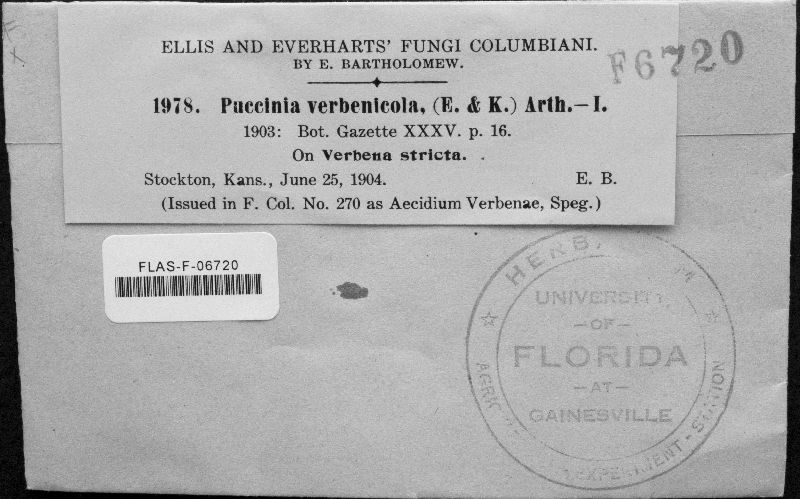 ELLIS AND EVERHARTS' FUNGI COLUMBIANI.
BY E. BARTHOLOMEW.
F6720
1978. Puccinia verbenicola, (E. & K.) Arth.—I.
1903: Bot. Gazette XXXV. p. 16.
On Verbena stricta.
Stockton, Kans., June 25, 1904. E. B.
(Issued in F. Col. No. 270 as Aecidium Verbenae, Speg.)
FLAS-F-06720
UNIVERSITY
—OF—
FLORIDA
—AT—
GAINESVILLE
EXPERIMENT - STATION